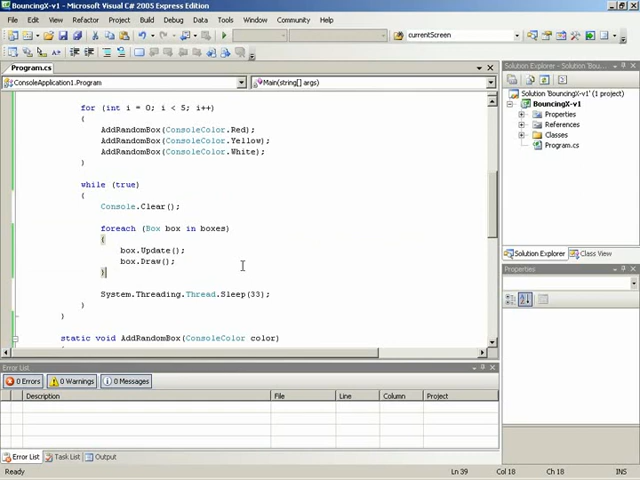 BouncingX-v1 - Microsoft Visual C# 2005 Express Edition
File Edit View Refactor Project Build Debug Data Tools Window Community Help
currentScreen
Program.cs
ConsoleApplication1.Program Main(string[] args)
for (int i = 0; i < 5; i++)
{
AddRandomBox(ConsoleColor.Red);
AddRandomBox(ConsoleColor.Yellow);
AddRandomBox(ConsoleColor.White);
}
while (true)
{
Console.Clear();
foreach (Box box in boxes)
{
box.Update();
box.Draw();
}
System.Threading.Thread.Sleep(33);
}
}
static void AddRandomBox(ConsoleColor color)
Solution Explorer - Solution 'Bou...
Solution 'BouncingX-v1' (1 project)
BouncingX-v1
Properties
References
Classes
Program.cs
Solution Explorer Class View
Properties
Error List
0 Errors 0 Warnings 0 Messages
Description File Line Column Project
Error List Task List Output
Ready Ln 39 Col 18 Ch 18 INS